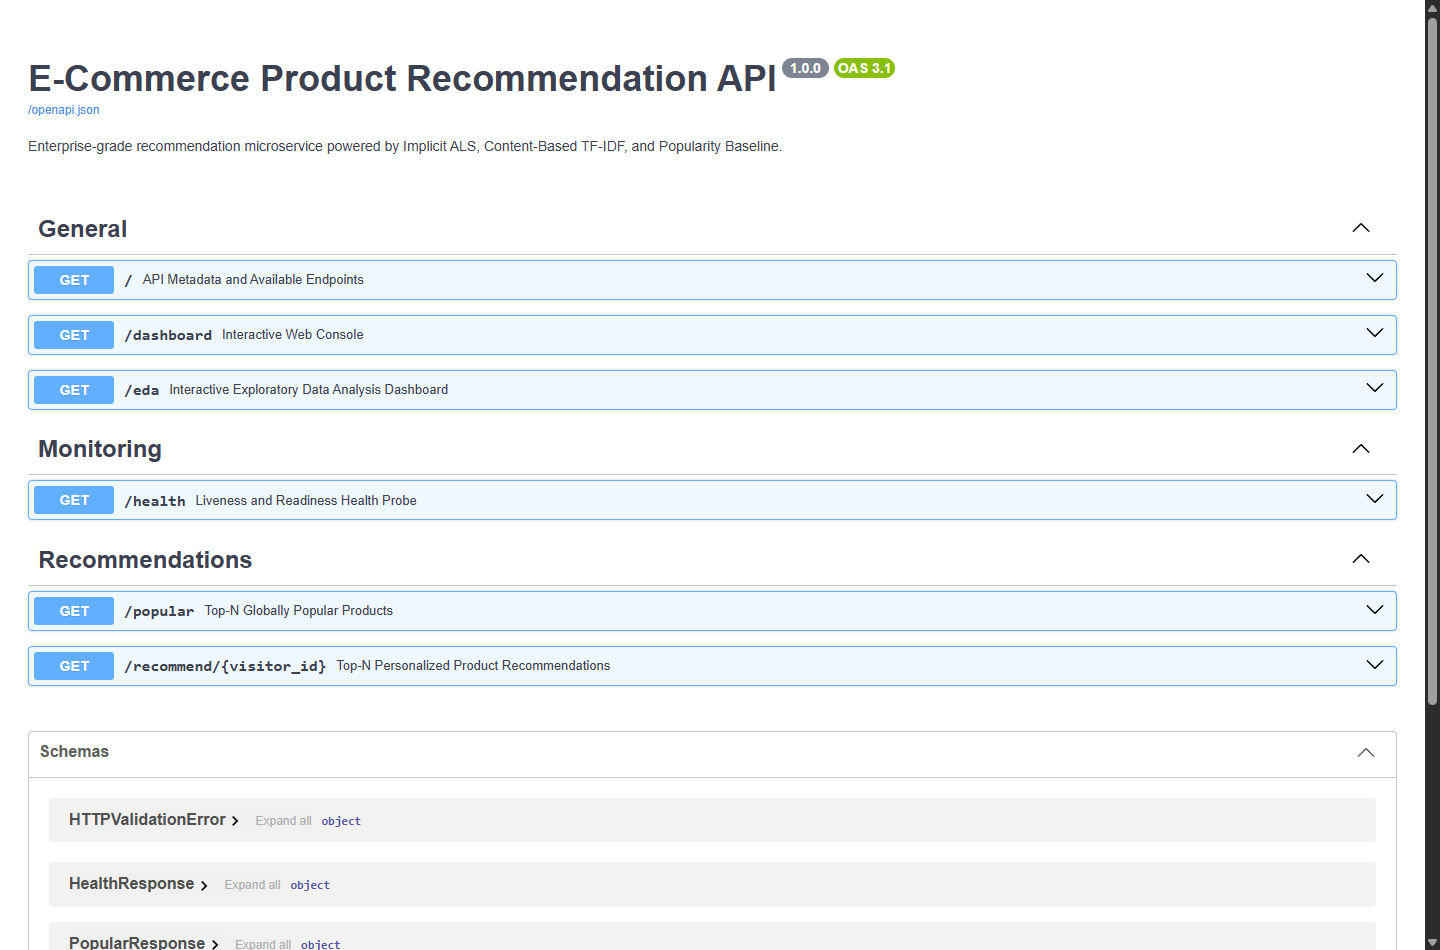 E-Commerce Product Recommendation API 1.0.0 OAS 3.1
/openapi.json
Enterprise-grade recommendation microservice powered by Implicit ALS, Content-Based TF-IDF, and Popularity Baseline.
General
GET / API Metadata and Available Endpoints
GET /dashboard Interactive Web Console
GET /eda Interactive Exploratory Data Analysis Dashboard
Monitoring
GET /health Liveness and Readiness Health Probe
Recommendations
GET /popular Top-N Globally Popular Products
GET /recommend/{visitor_id} Top-N Personalized Product Recommendations
Schemas
HTTPValidationError Expand all object
HealthResponse Expand all object
PopularResponse Expand all object